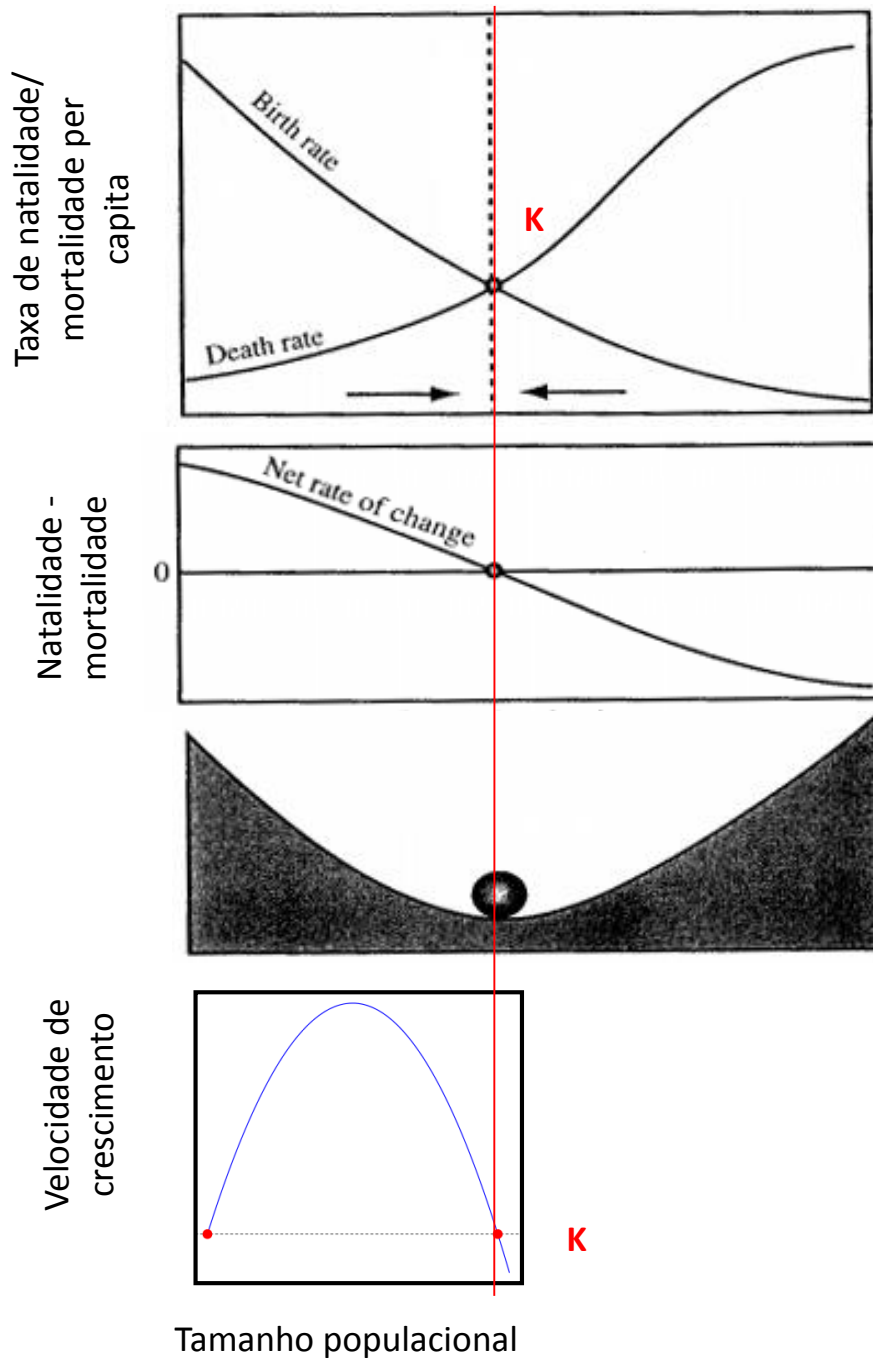 Taxa de natalidade/
mortalidade per
capita
Birth rate
K
Death rate
Natalidade -
mortalidade
Net rate of change
0
Velocidade de
crescimento
K
Tamanho populacional